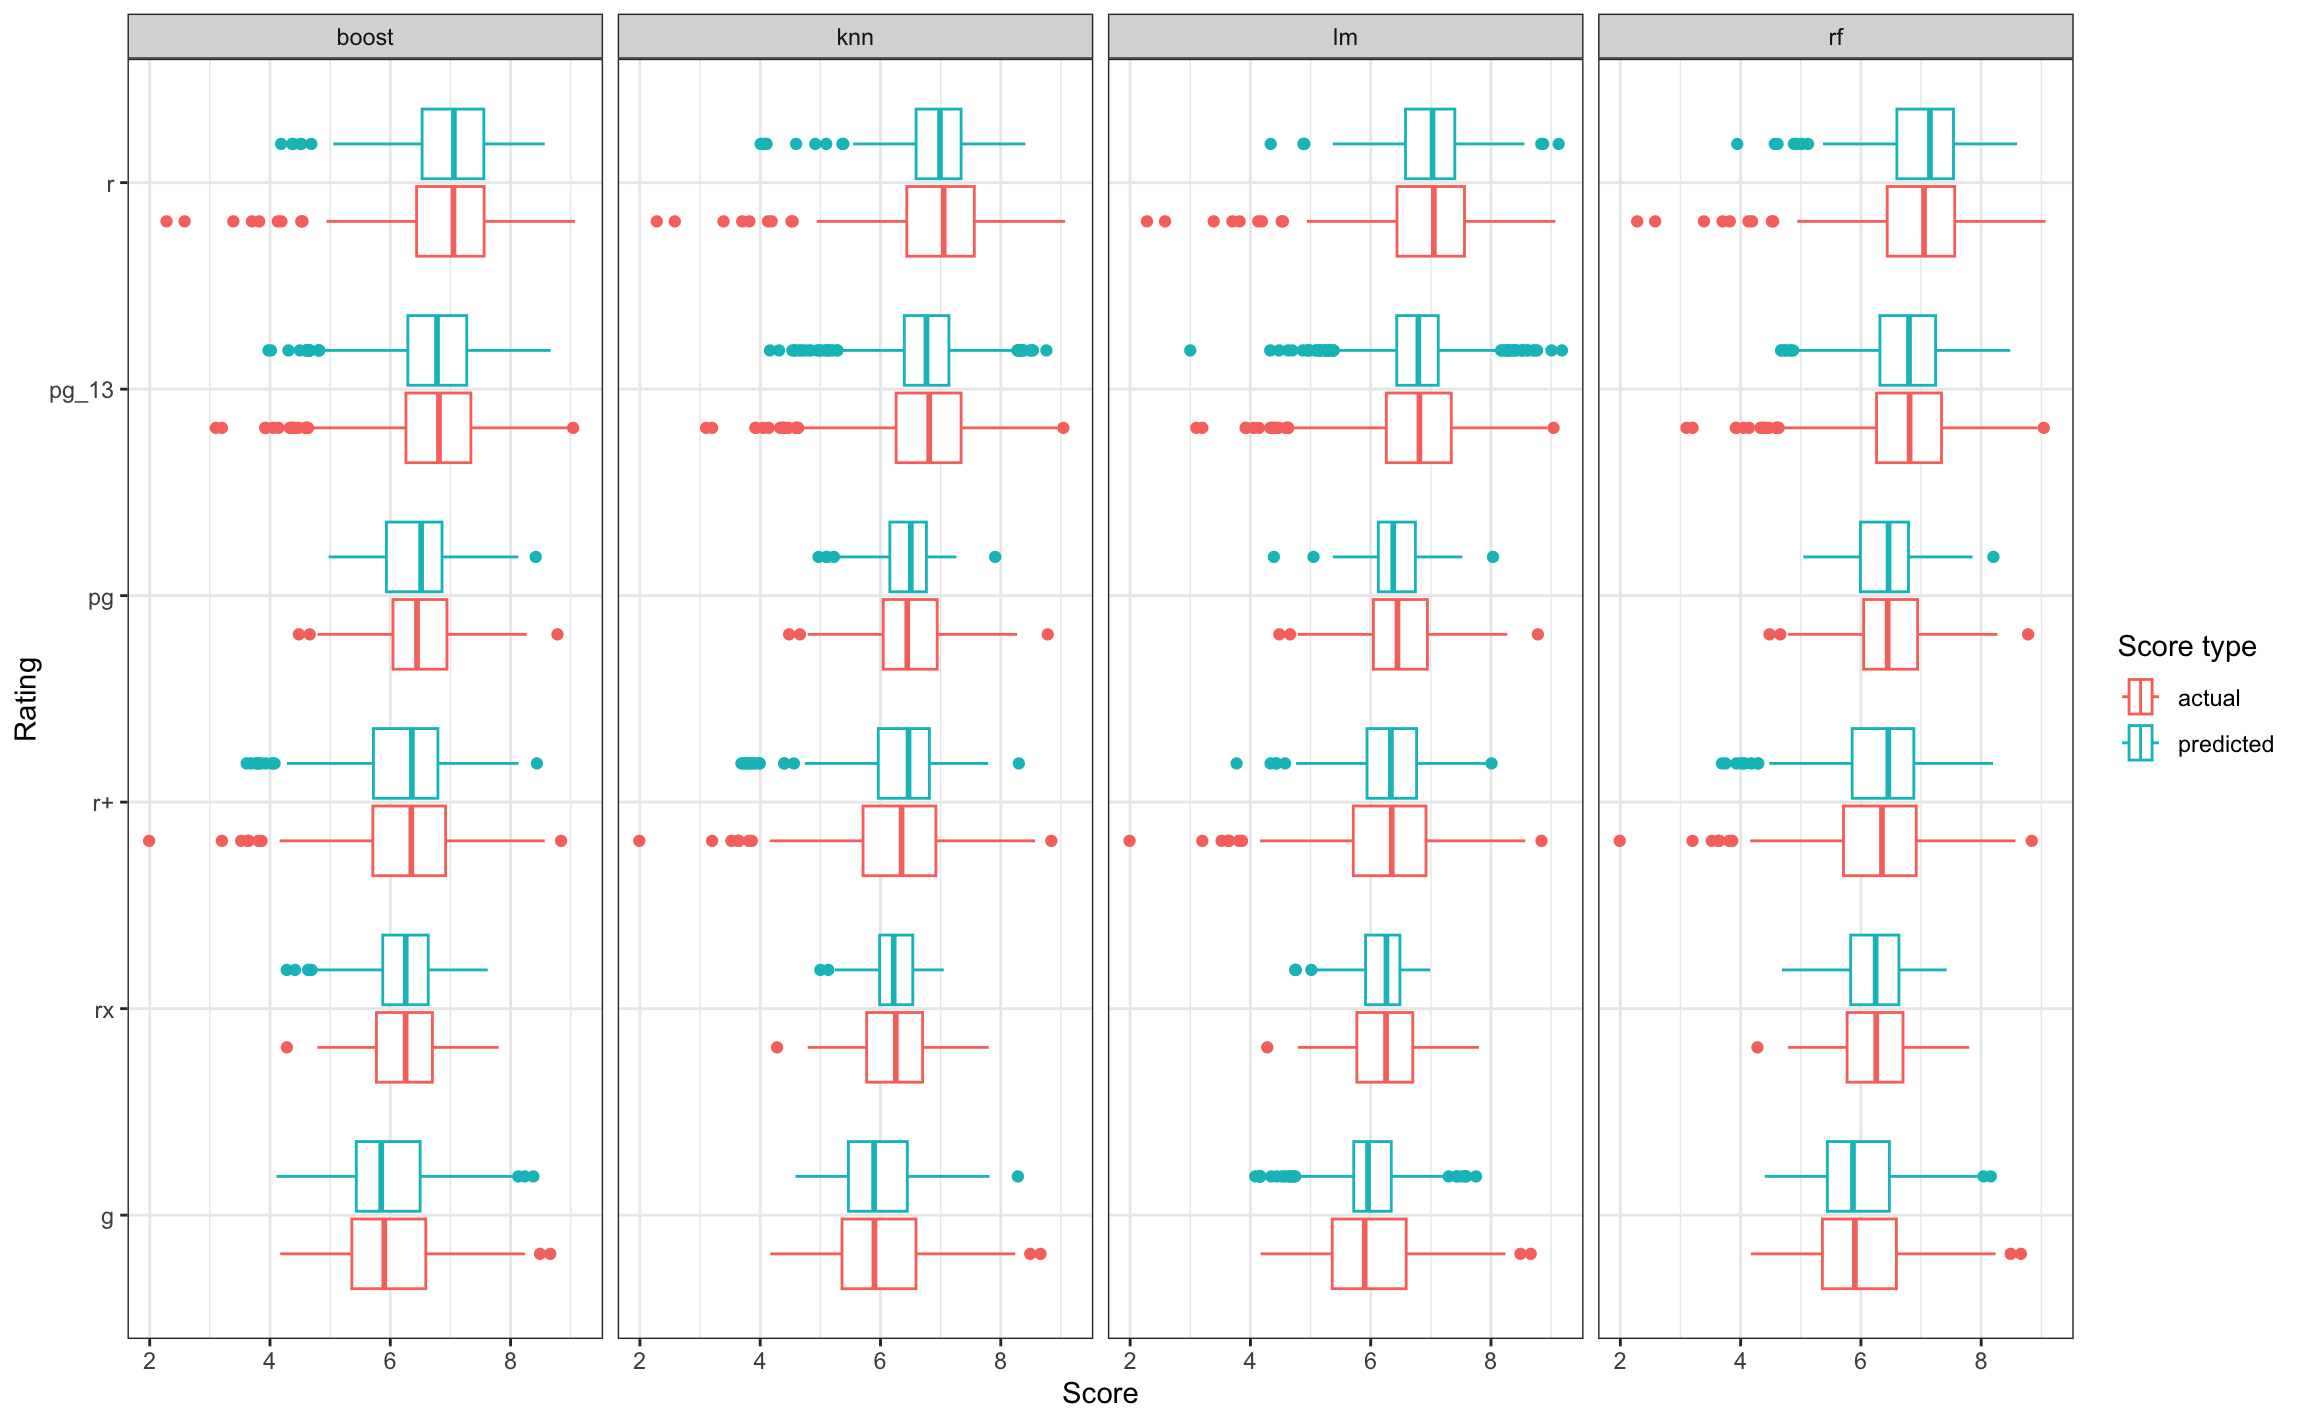 boost
knn
lm
rf
r
pg_13
pg
r+
rx
g
Rating
2 4 6 8
2 4 6 8
2 4 6 8
2 4 6 8
Score
Score type
actual
predicted